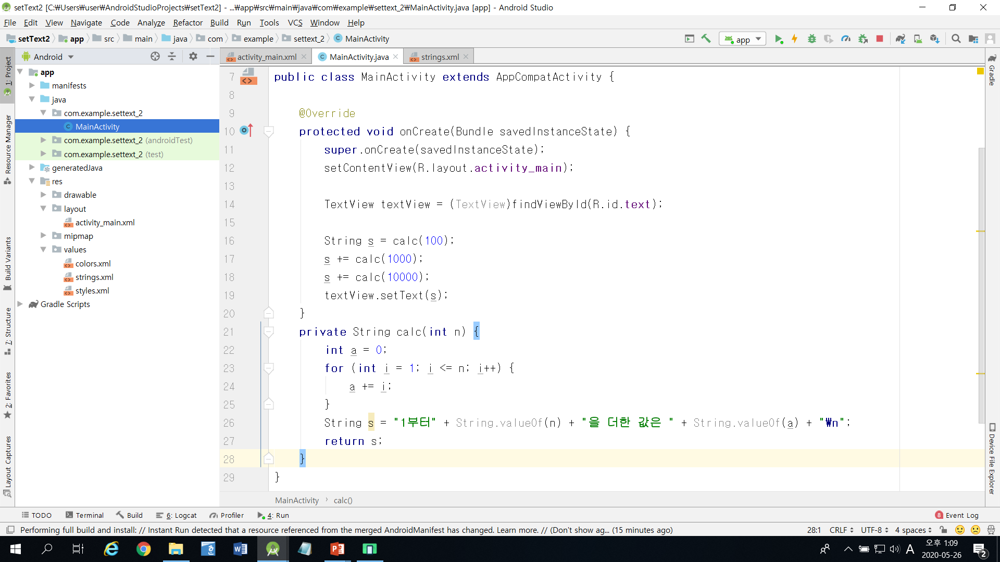 setText2 [C:₩Users₩user₩AndroidStudioProjects₩setText2] - ...₩app₩src₩main₩java₩com₩example₩settext_2₩MainActivity.java [app] - Android Studio
File Edit View Navigate Code Analyze Refactor Build Run Tools VCS Window Help
setText2 app src main java com example settext_2 MainActivity
app
Android
activity_main.xml MainActivity.java strings.xml
1: Project
Resource Manager
Build Variants
7: Structure
2: Favorites
Layout Captures
app
manifests
java
com.example.settext_2
MainActivity
com.example.settext_2 (androidTest)
com.example.settext_2 (test)
generatedJava
res
drawable
layout
activity_main.xml
mipmap
values
colors.xml
strings.xml
styles.xml
Gradle Scripts
7 public class MainActivity extends AppCompatActivity {
8
9 @Override
10 protected void onCreate(Bundle savedInstanceState) {
11 super.onCreate(savedInstanceState);
12 setContentView(R.layout.activity_main);
13
14 TextView textView = (TextView)findViewById(R.id.text);
15
16 String s = calc(100);
17 s += calc(1000);
18 s += calc(10000);
19 textView.setText(s);
20 }
21 private String calc(int n) {
22 int a = 0;
23 for (int i = 1; i <= n; i++) {
24 a += i;
25 }
26 String s = "1부터" + String.valueOf(n) + "을 더한 값은 " + String.valueOf(a) + "₩n";
27 return s;
28 }
29 }
MainActivity › calc()
Gradle
Device File Explorer
TODO Terminal Build 6: Logcat Profiler 4: Run 8 Event Log
Performing full build and install: // Instant Run detected that a resource referenced from the merged AndroidManifest has changed. Learn more. // (Don't show ag... (15 minutes ago) 28:1 CRLF UTF-8 4 spaces
A 오후 1:09
2020-05-26
2